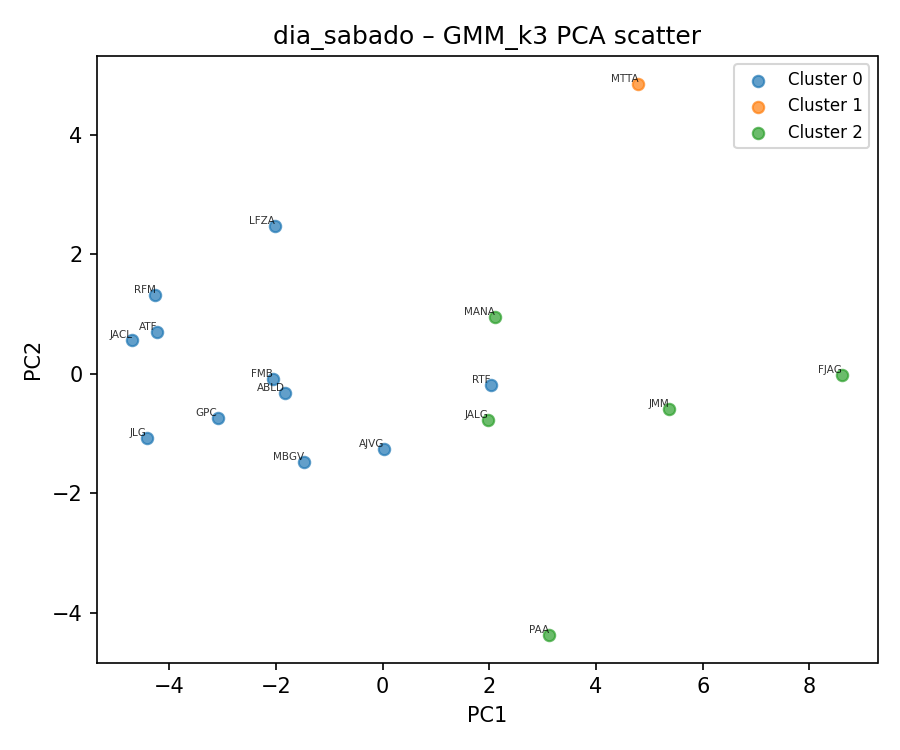 dia_sabado – GMM_k3 PCA scatter
Cluster 0
Cluster 1
Cluster 2
MTTA
LFZA
RFM
ATF
JACL
MANA
FMB
ABLD
RTF
FJAG
GPC
JALG
JMM
JLG
AJVG
MBGV
PAA
4
2
0
−2
−4
PC2
−4
−2
0
2
4
6
8
PC1